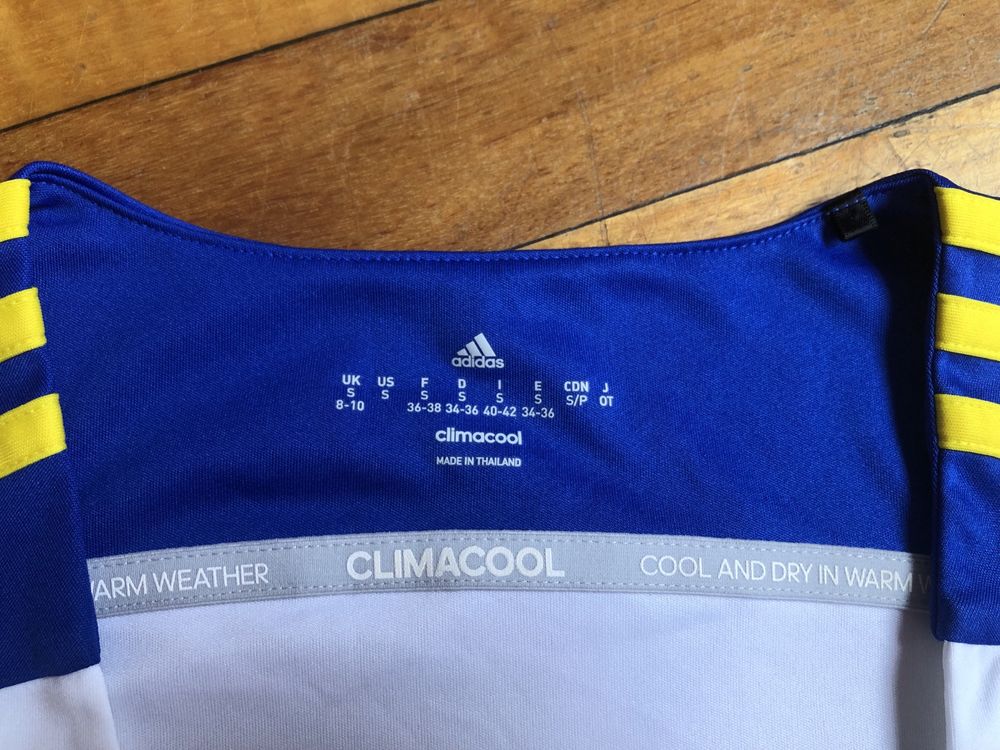 adidas
UK US F D I E CDN J
S S S S S S S/P OT
8-10 36-38 34-36 40-42 34-36
climacool
MADE IN THAILAND
WARM WEATHER CLIMACOOL COOL AND DRY IN WARM